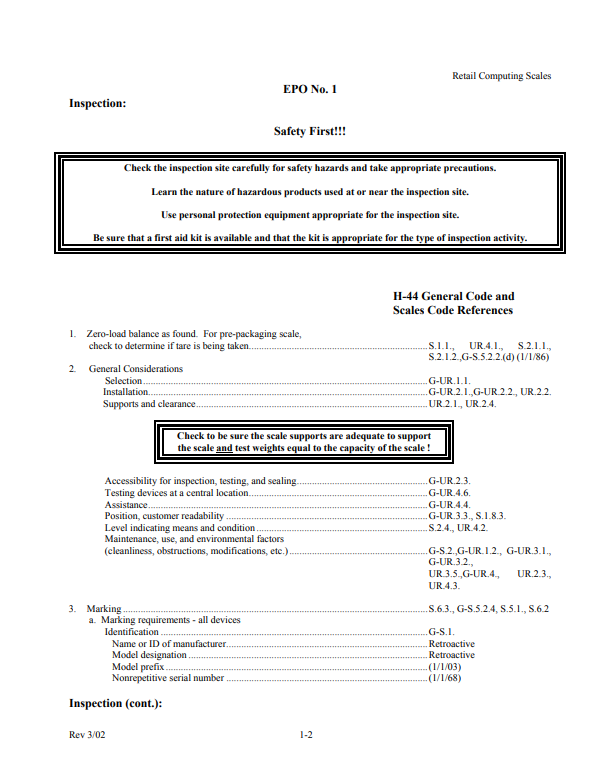 Retail Computing Scales
EPO No. 1
Inspection:
Safety First!!!
Check the inspection site carefully for safety hazards and take appropriate precautions.
Learn the nature of hazardous products used at or near the inspection site.
Use personal protection equipment appropriate for the inspection site.
Be sure that a first aid kit is available and that the kit is appropriate for the type of inspection activity.
H-44 General Code and
Scales Code References
1. Zero-load balance as found. For pre-packaging scale,
check to determine if tare is being taken.....S.1.1., UR.4.1., S.2.1.1.,
S.2.1.2.,G-S.5.2.2.(d) (1/1/86)
2. General Considerations
Selection.....G-UR.1.1.
Installation.....G-UR.2.1.,G-UR.2.2., UR.2.2.
Supports and clearance.....UR.2.1., UR.2.4.
Check to be sure the scale supports are adequate to support
the scale and test weights equal to the capacity of the scale !
Accessibility for inspection, testing, and sealing.....G-UR.2.3.
Testing devices at a central location.....G-UR.4.6.
Assistance.....G-UR.4.4.
Position, customer readability.....G-UR.3.3., S.1.8.3.
Level indicating means and condition.....S.2.4., UR.4.2.
Maintenance, use, and environmental factors
(cleanliness, obstructions, modifications, etc.).....G-S.2.,G-UR.1.2., G-UR.3.1.,
G-UR.3.2.,
UR.3.5.,G-UR.4., UR.2.3.,
UR.4.3.
3. Marking.....S.6.3., G-S.5.2.4, S.5.1., S.6.2
a. Marking requirements - all devices
Identification.....G-S.1.
Name or ID of manufacturer.....Retroactive
Model designation.....Retroactive
Model prefix.....(1/1/03)
Nonrepetitive serial number.....(1/1/68)
Inspection (cont.):
Rev 3/02 1-2